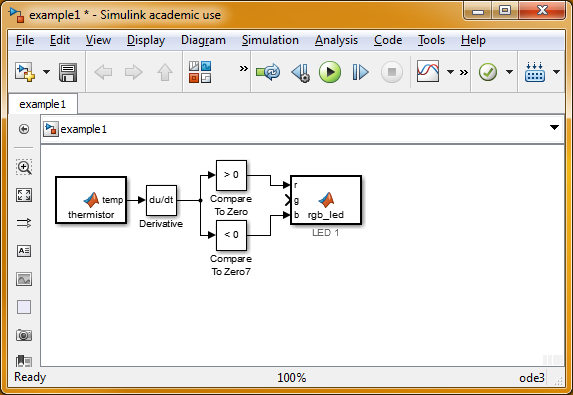 example1 * - Simulink academic use
File Edit View Display Diagram Simulation Analysis Code Tools Help
example1
example1
temp
thermistor
du/dt
Derivative
> 0
Compare
To Zero
< 0
Compare
To Zero7
r
g
b
rgb_led
LED 1
Ready 100% ode3